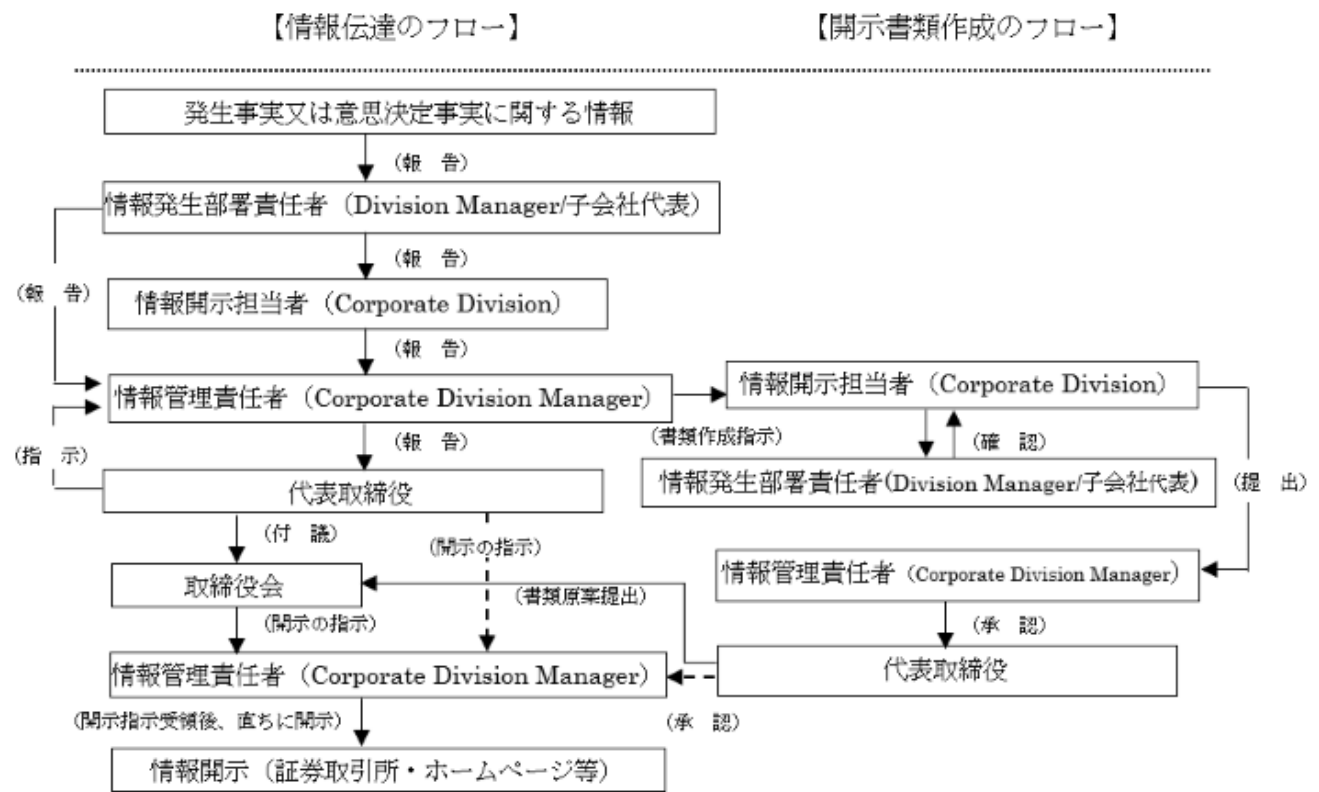 【情報伝達のフロー】
【開示書類作成のフロー】
発生事実又は意思決定事実に関する情報
（報　告）
情報発生部署責任者（Division Manager/子会社代表）
（報　告）
（報　告）
情報開示担当者（Corporate Division）
（報　告）
情報管理責任者（Corporate Division Manager）
（報　告）
（指　示）
代表取締役
（付　議）
（開示の指示）
取締役会
（開示の指示）
情報管理責任者（Corporate Division Manager）
（開示指示受領後、直ちに開示）
情報開示（証券取引所・ホームページ等）
情報開示担当者（Corporate Division）
（書類作成指示）
（確　認）
情報発生部署責任者(Division Manager/子会社代表)
（提　出）
情報管理責任者（Corporate Division Manager）
（承　認）
代表取締役
（書類原案提出）
（承　認）